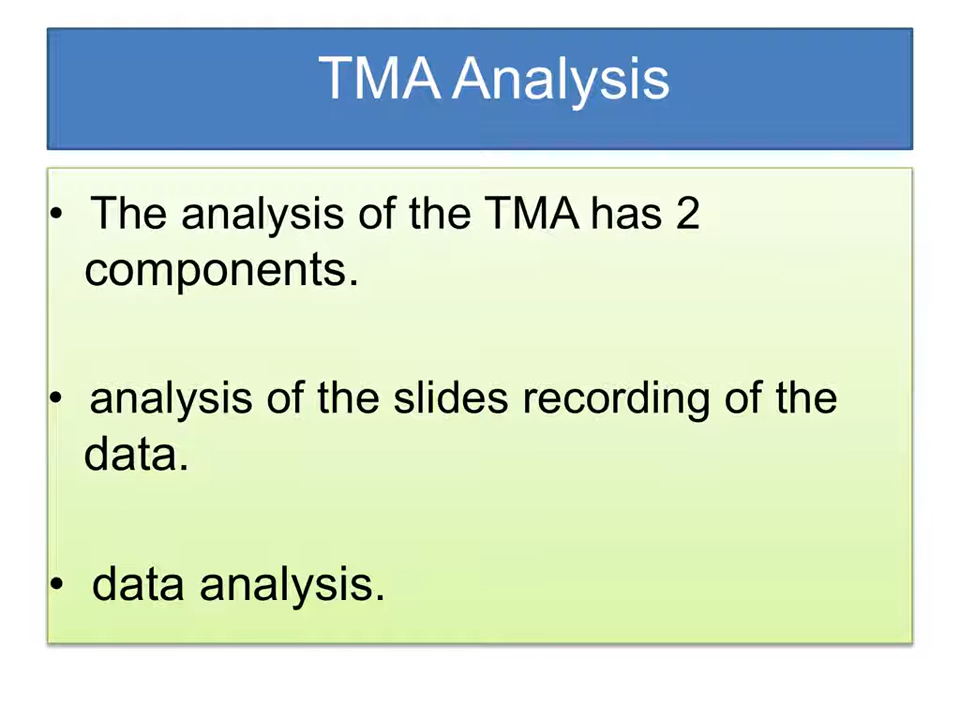 TMA Analysis
• The analysis of the TMA has 2
components.
• analysis of the slides recording of the
data.
• data analysis.